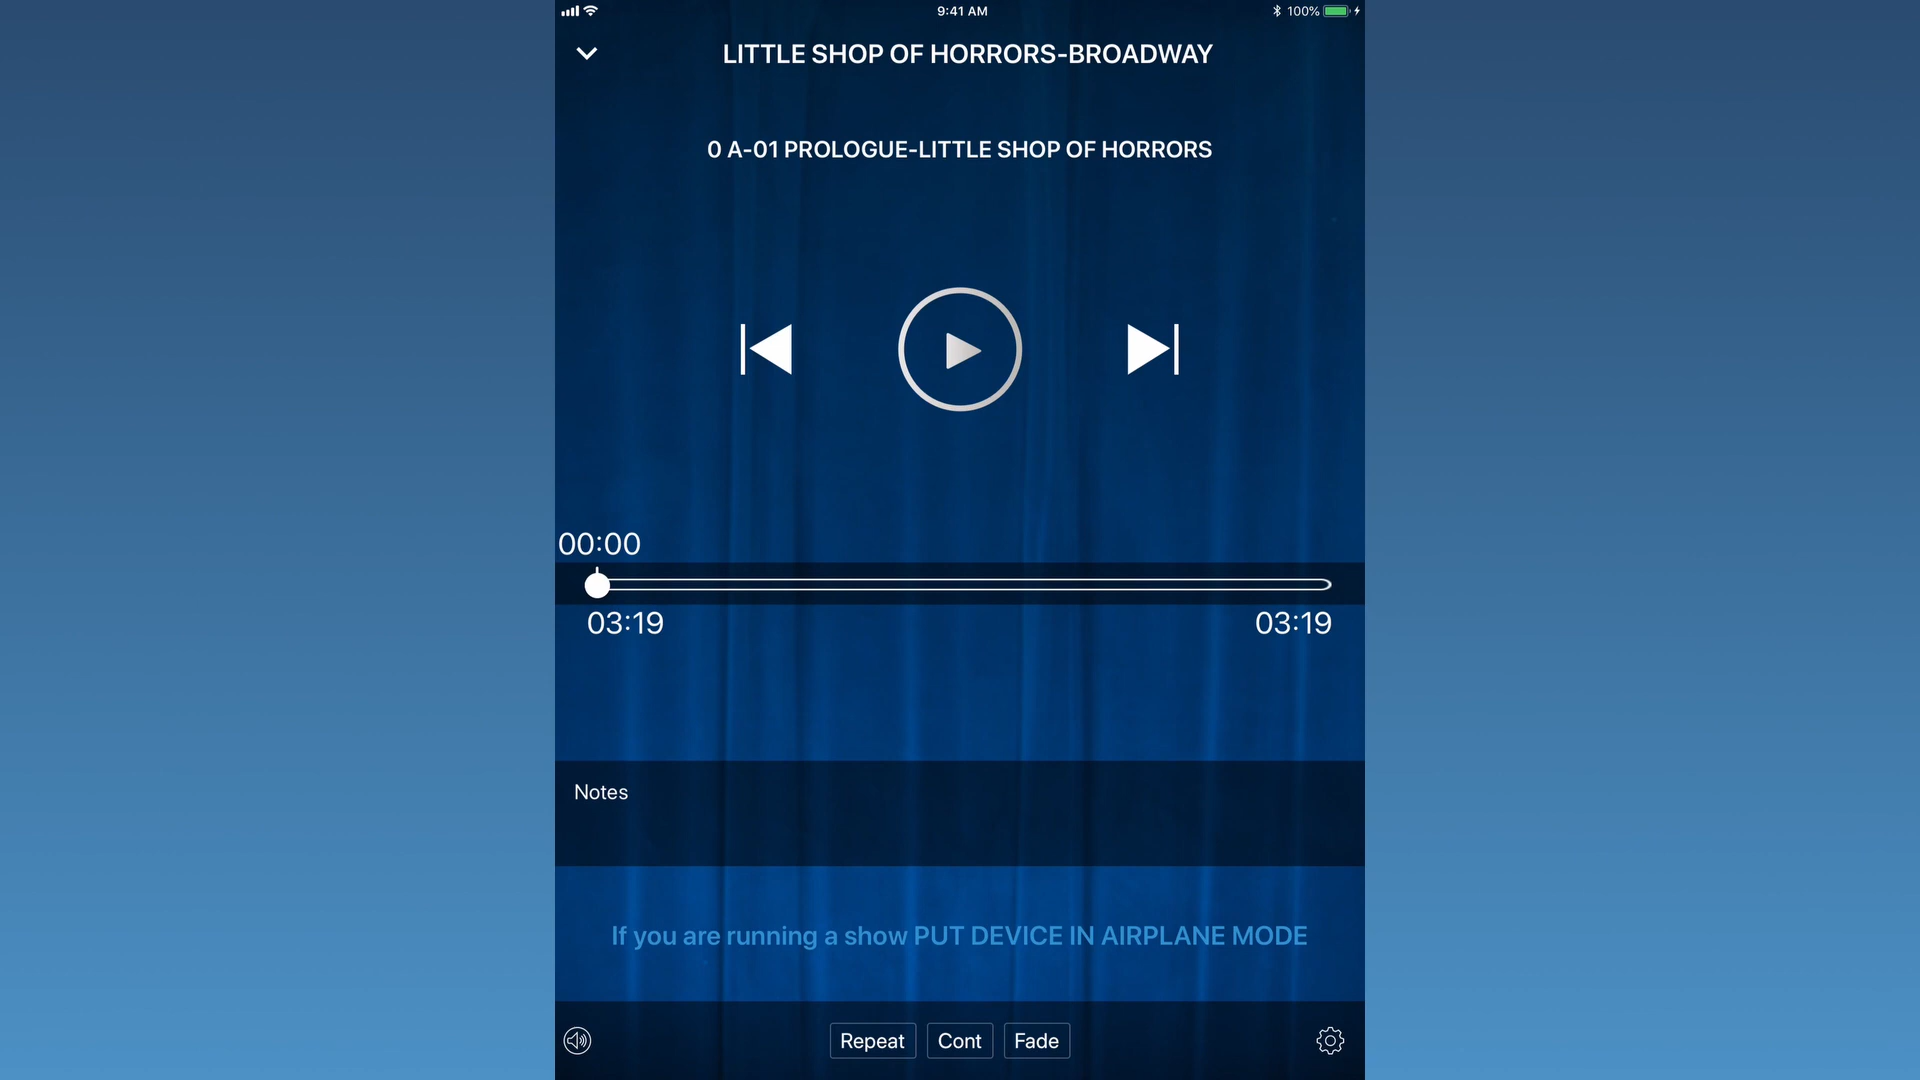 9:41 AM
100%
LITTLE SHOP OF HORRORS-BROADWAY
0 A-01 PROLOGUE-LITTLE SHOP OF HORRORS
00:00
03:19 03:19
Notes
If you are running a show PUT DEVICE IN AIRPLANE MODE
Repeat Cont Fade